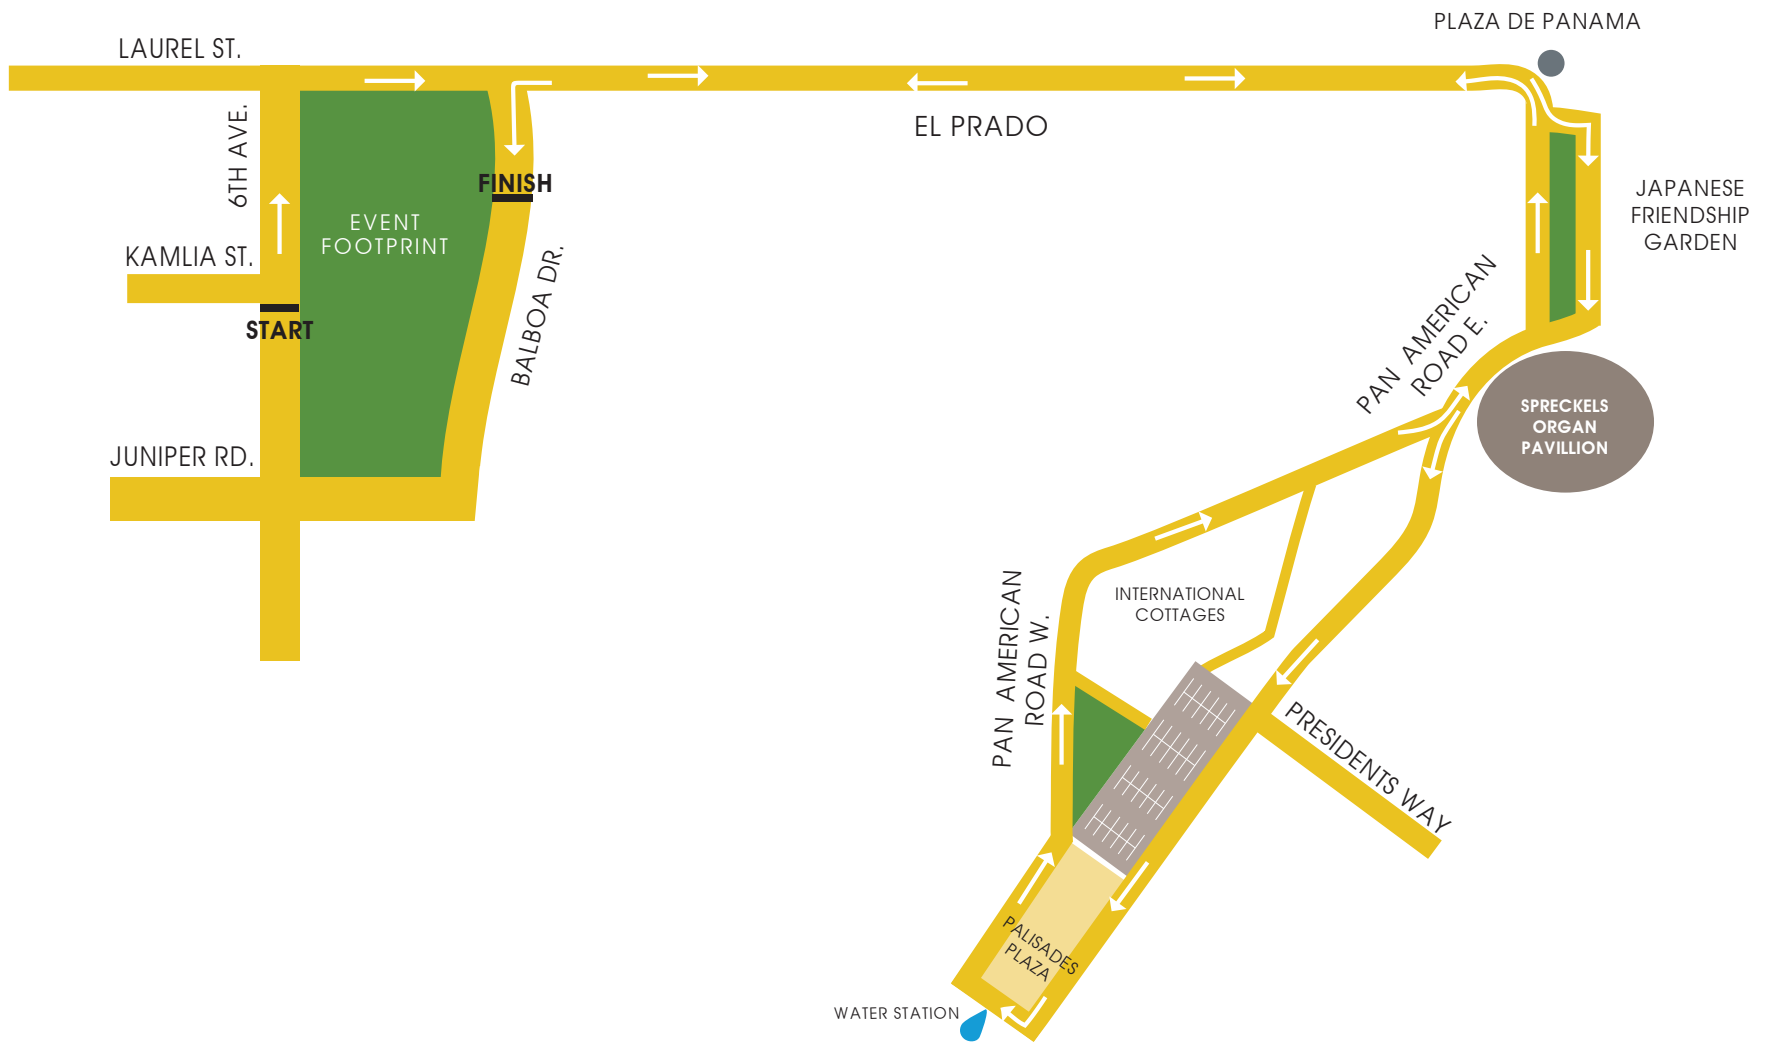 PLAZA DE PANAMA
LAUREL ST.
6TH AVE.
EL PRADO
FINISH
EVENT
FOOTPRINT
JAPANESE
FRIENDSHIP
GARDEN
KAMLIA ST.
BALBOA DR.
START
PAN AMERICAN
ROAD E.
SPRECKELS
ORGAN
PAVILLION
JUNIPER RD.
INTERNATIONAL
COTTAGES
PAN AMERICAN
ROAD W.
PRESIDENTS WAY
PALISADES
PLAZA
WATER STATION